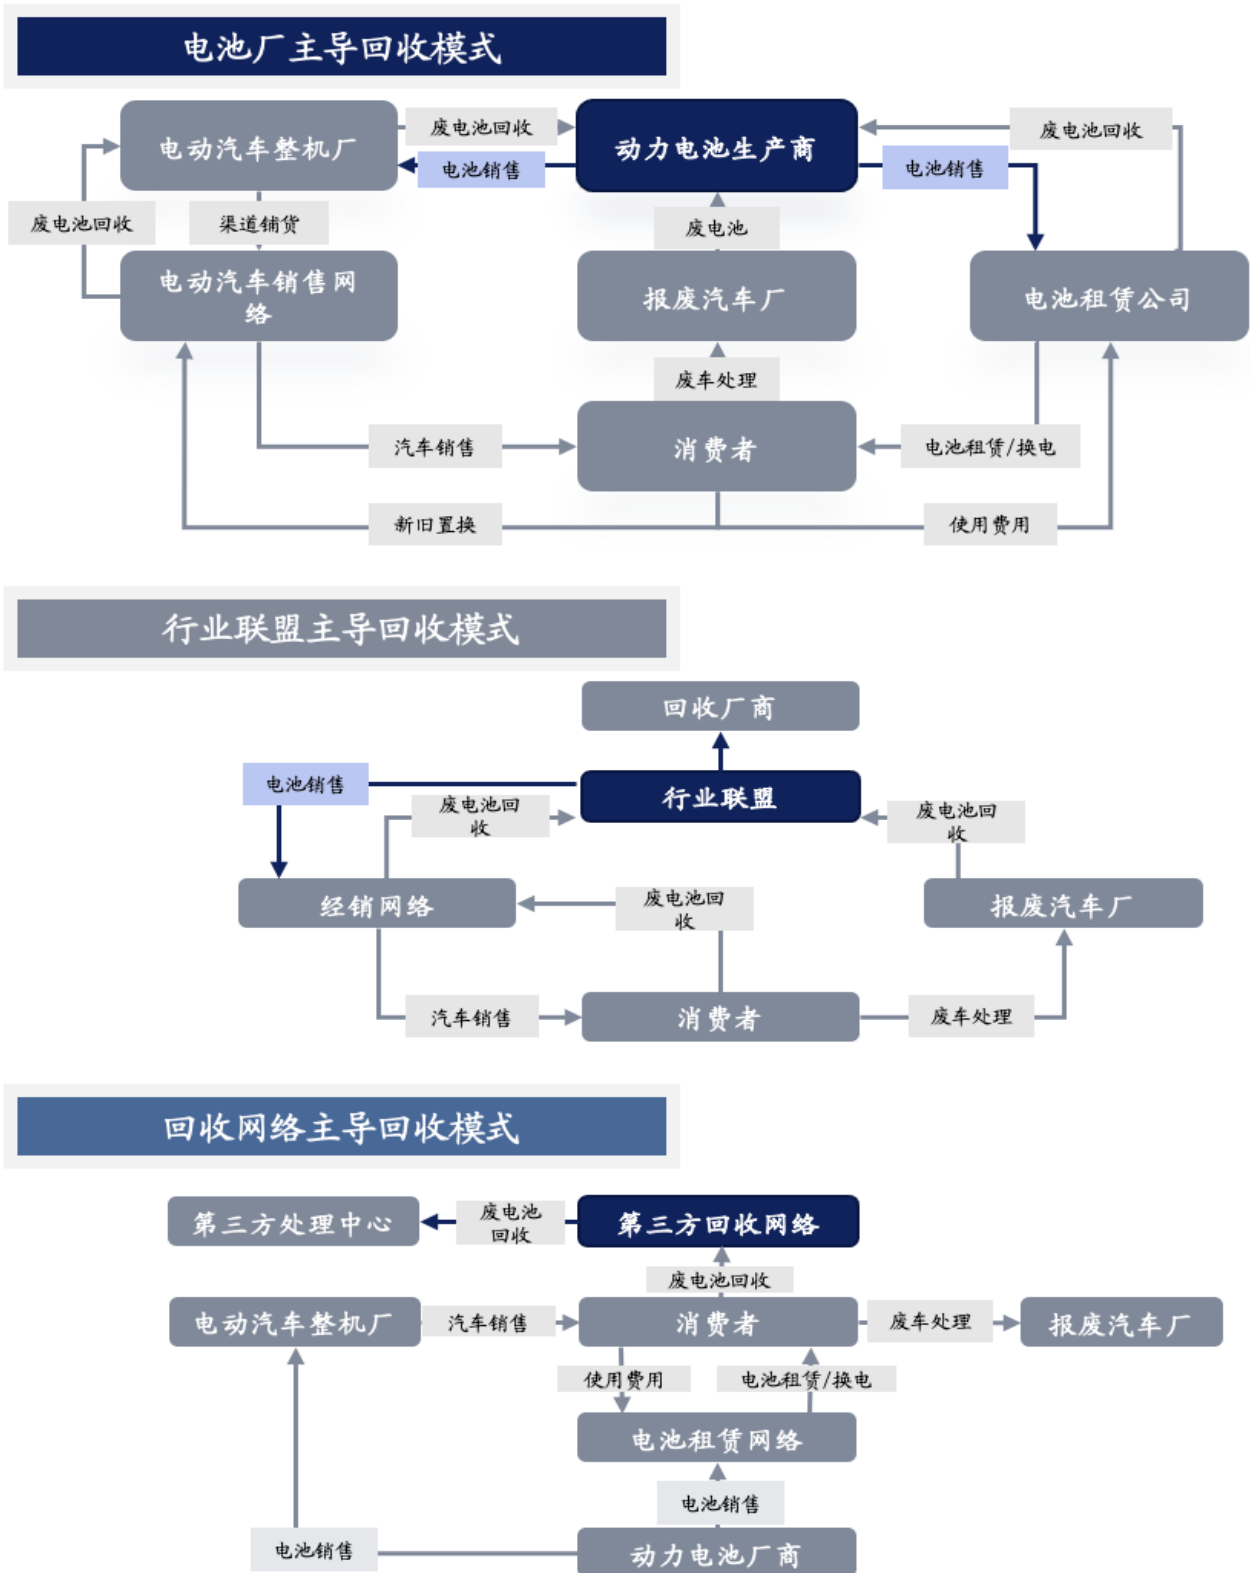 电池厂主导回收模式
电动汽车整机厂
废电池回收
动力电池生产商
废电池回收
电池销售
电池销售
废电池回收
渠道铺货
废电池
电动汽车销售网
络
报废汽车厂
电池租赁公司
废车处理
汽车销售
消费者
电池租赁/换电
新旧置换
使用费用
行业联盟主导回收模式
回收厂商
电池销售
行业联盟
废电池回
收
废电池回
收
经销网络
废电池回
收
报废汽车厂
汽车销售
消费者
废车处理
回收网络主导回收模式
第三方处理中心
废电池
回收
第三方回收网络
废电池回收
电动汽车整机厂
汽车销售
消费者
废车处理
报废汽车厂
使用费用
电池租赁/换电
电池租赁网络
电池销售
电池销售
动力电池厂商